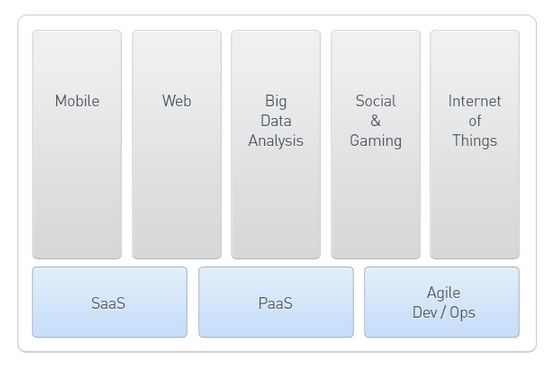 Mobile
Web
Big
Data
Analysis
Social
&
Gaming
Internet
of
Things
SaaS
PaaS
Agile
Dev / Ops